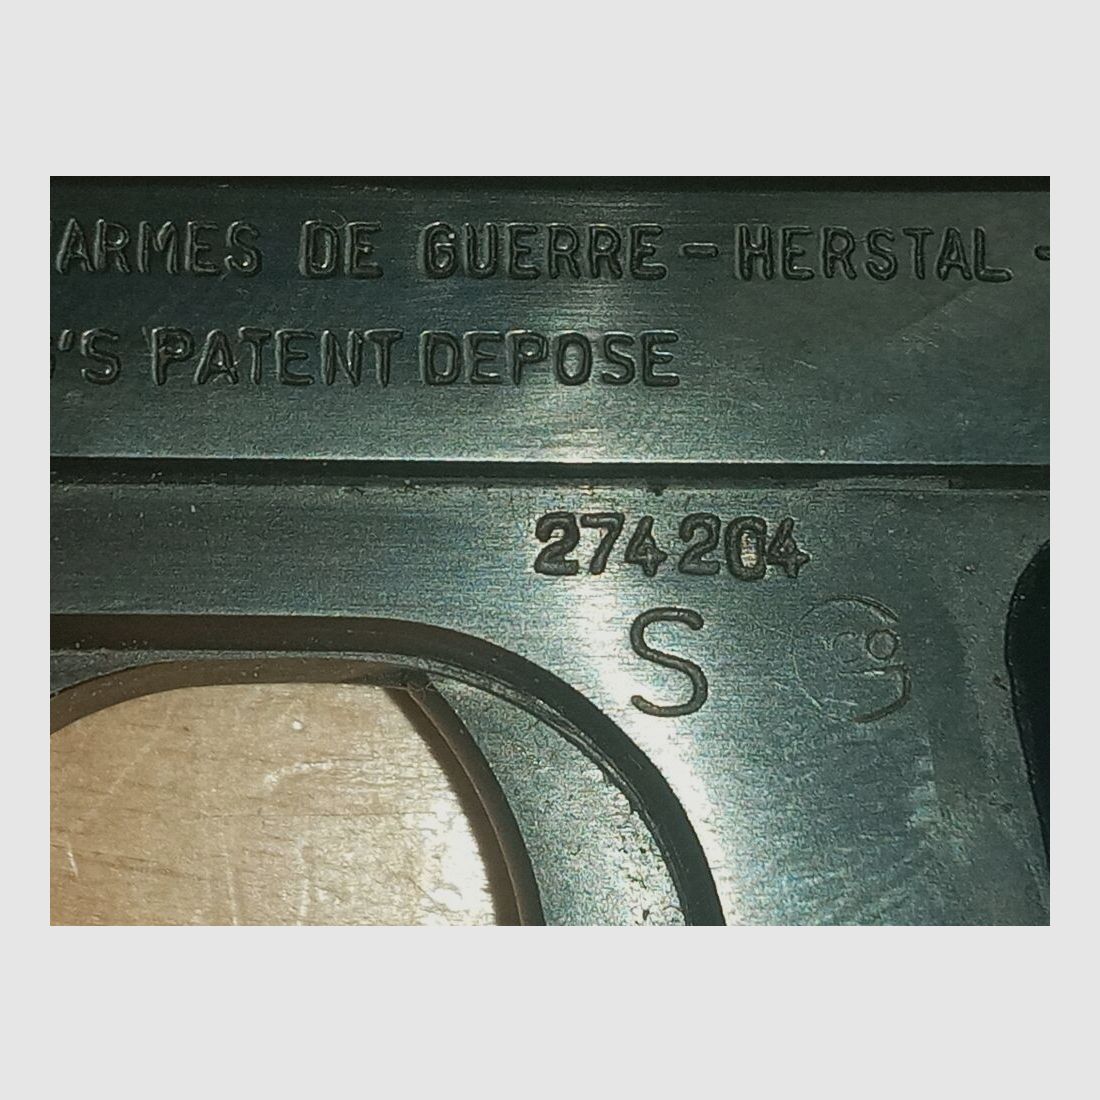 ARMES DE GUERRE-HERSTAL -
'S PATENT DEPOSE
274204
S